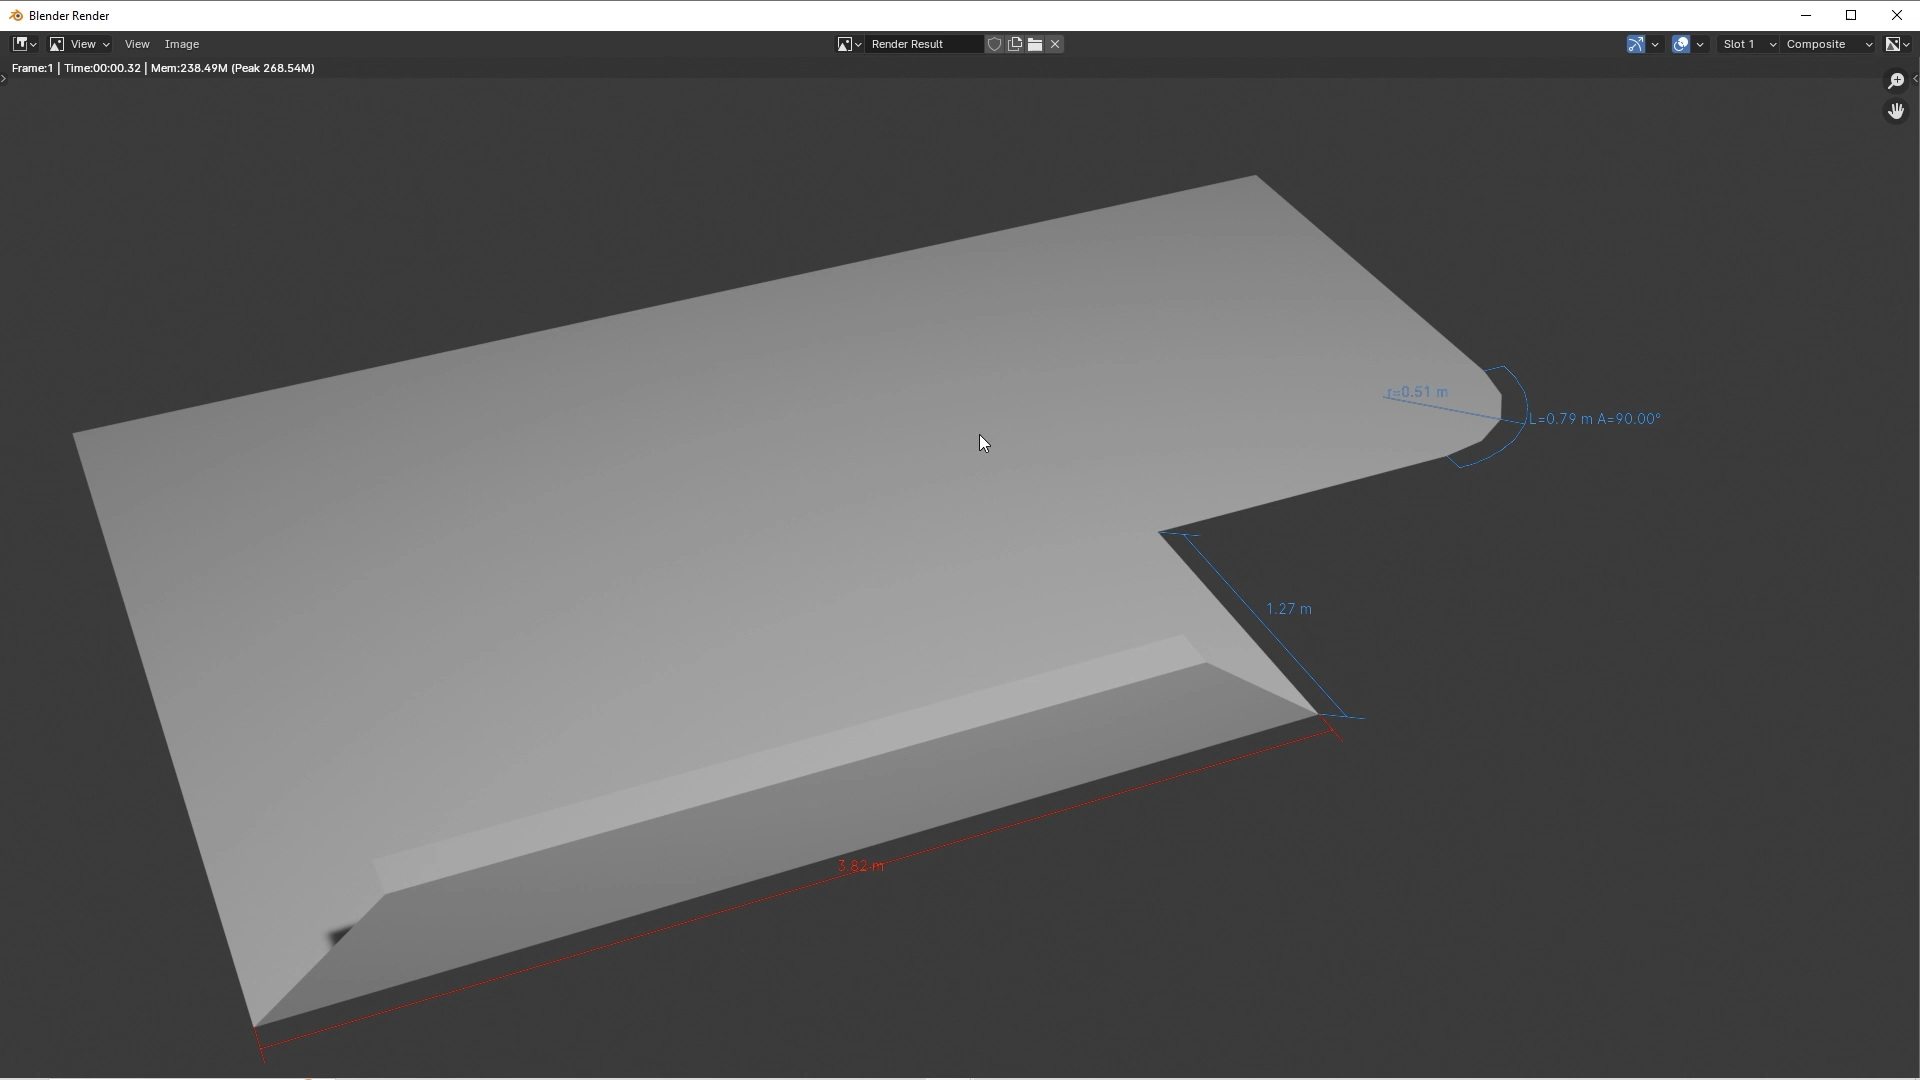 Blender Render
View View Image Render Result Slot 1 Composite
Frame:1 | Time:00:00.32 | Mem:238.49M (Peak 268.54M)
r=0.51 m
L=0.79 m A=90.00°
1.27 m
3.82 m